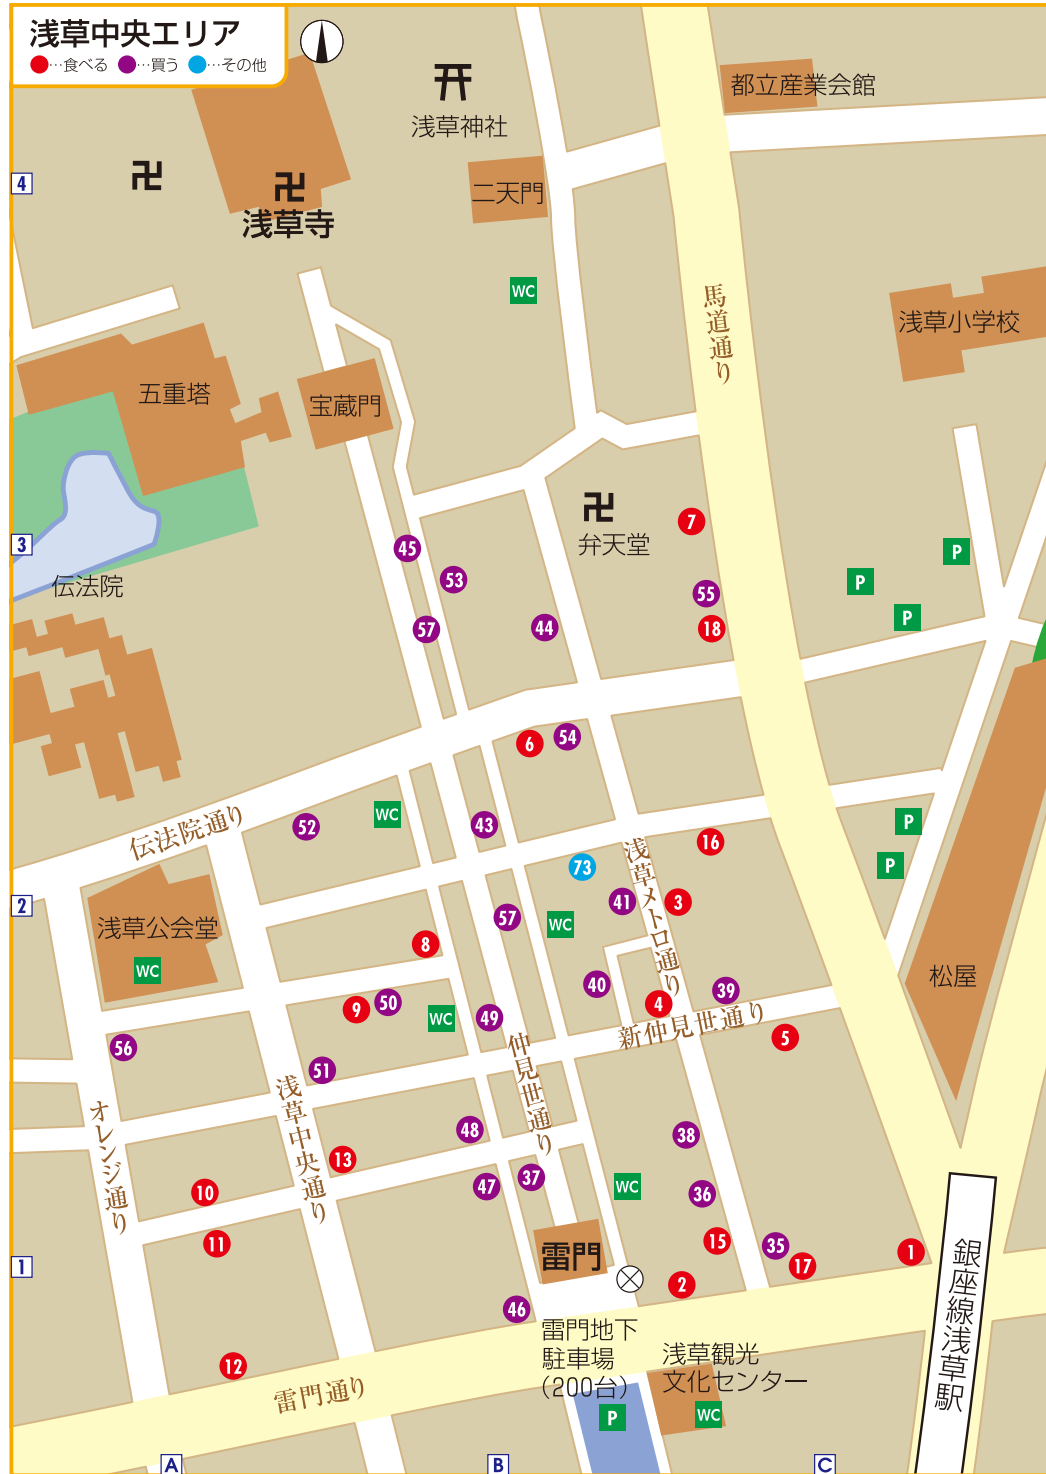 浅草中央エリア
…食べる …買う …その他
都立産業会館
浅草神社
4
二天門
浅草寺
WC
馬道通り
浅草小学校
五重塔
宝蔵門
7
弁天堂
3
45
P
53
P
伝法院
55
P
57
44
18
6
54
WC
52
43
P
伝法院通り
16
73
P
浅草メトロ通り
41
3
2
57
WC
浅草公会堂
8
松屋
WC
40
39
50
4
9
WC
49
新仲見世通り
5
56
仲見世通り
51
オレンジ通り
浅草中央通り
48
38
13
37
47
WC
10
36
11
雷門
15
35
1
17
1
2
銀座線浅草駅
46
雷門地下
駐車場
(200台)
浅草観光
文化センター
12
雷門通り
P
WC
A
B
C